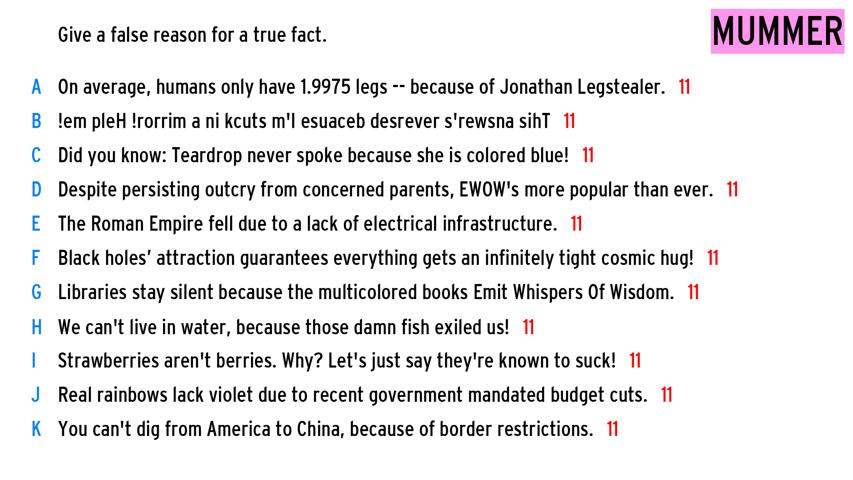 Give a false reason for a true fact.
MUMMER
A On average, humans only have 1.9975 legs -- because of Jonathan Legstealer. 11
B !em pleH !rorrim a ni kcuts m'I esuaceb desrever s'rewsna sihT 11
C Did you know: Teardrop never spoke because she is colored blue! 11
D Despite persisting outcry from concerned parents, EWOW's more popular than ever. 11
E The Roman Empire fell due to a lack of electrical infrastructure. 11
F Black holes’ attraction guarantees everything gets an infinitely tight cosmic hug! 11
G Libraries stay silent because the multicolored books Emit Whispers Of Wisdom. 11
H We can't live in water, because those damn fish exiled us! 11
I Strawberries aren't berries. Why? Let's just say they're known to suck! 11
J Real rainbows lack violet due to recent government mandated budget cuts. 11
K You can't dig from America to China, because of border restrictions. 11